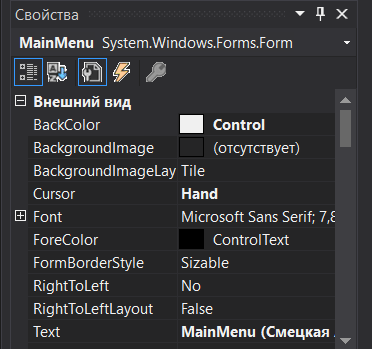 Свойства
MainMenu System.Windows.Forms.Form
Внешний вид
BackColor Control
BackgroundImage (отсутствует)
BackgroundImageLay Tile
Cursor Hand
Font Microsoft Sans Serif; 7,8
ForeColor ControlText
FormBorderStyle Sizable
RightToLeft No
RightToLeftLayout False
Text MainMenu (Смецкая